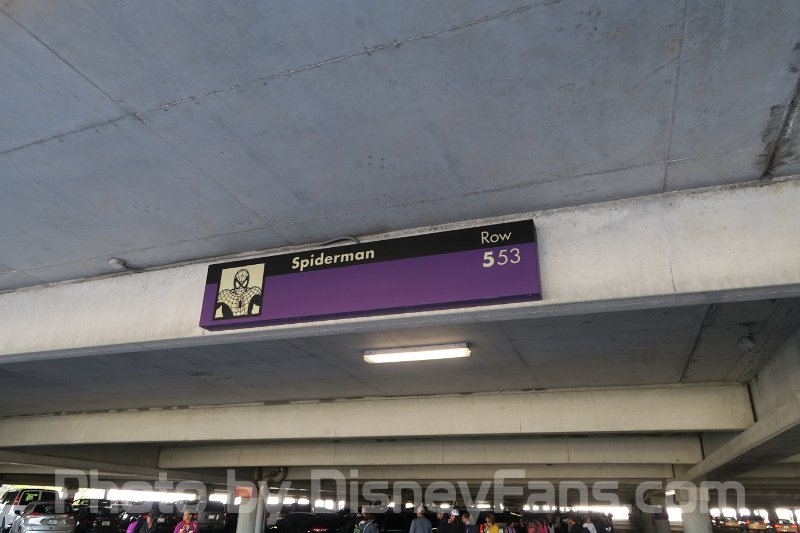 Spiderman
Row
553
Photo by DisneyFans.com